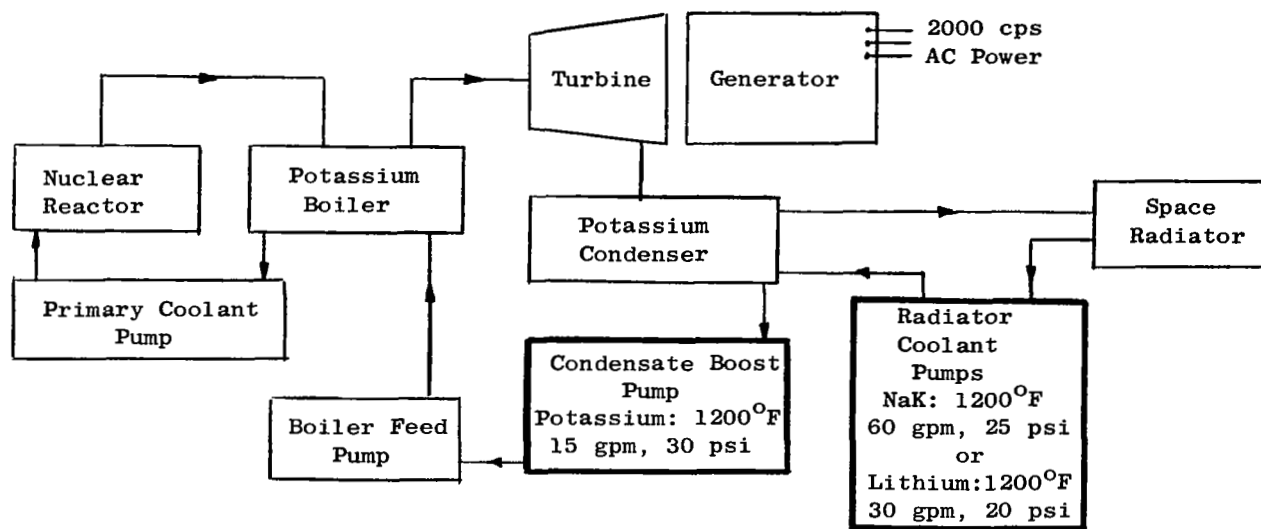 2000 cps
AC Power
Turbine
Generator
Nuclear
Reactor
Potassium
Boiler
Potassium
Condenser
Space
Radiator
Primary Coolant
Pump
Boiler Feed
Pump
Condensate Boost
Pump
Potassium: 1200°F
15 gpm, 30 psi
Radiator
Coolant
Pumps
NaK: 1200°F
60 gpm, 25 psi
or
Lithium:1200°F
30 gpm, 20 psi